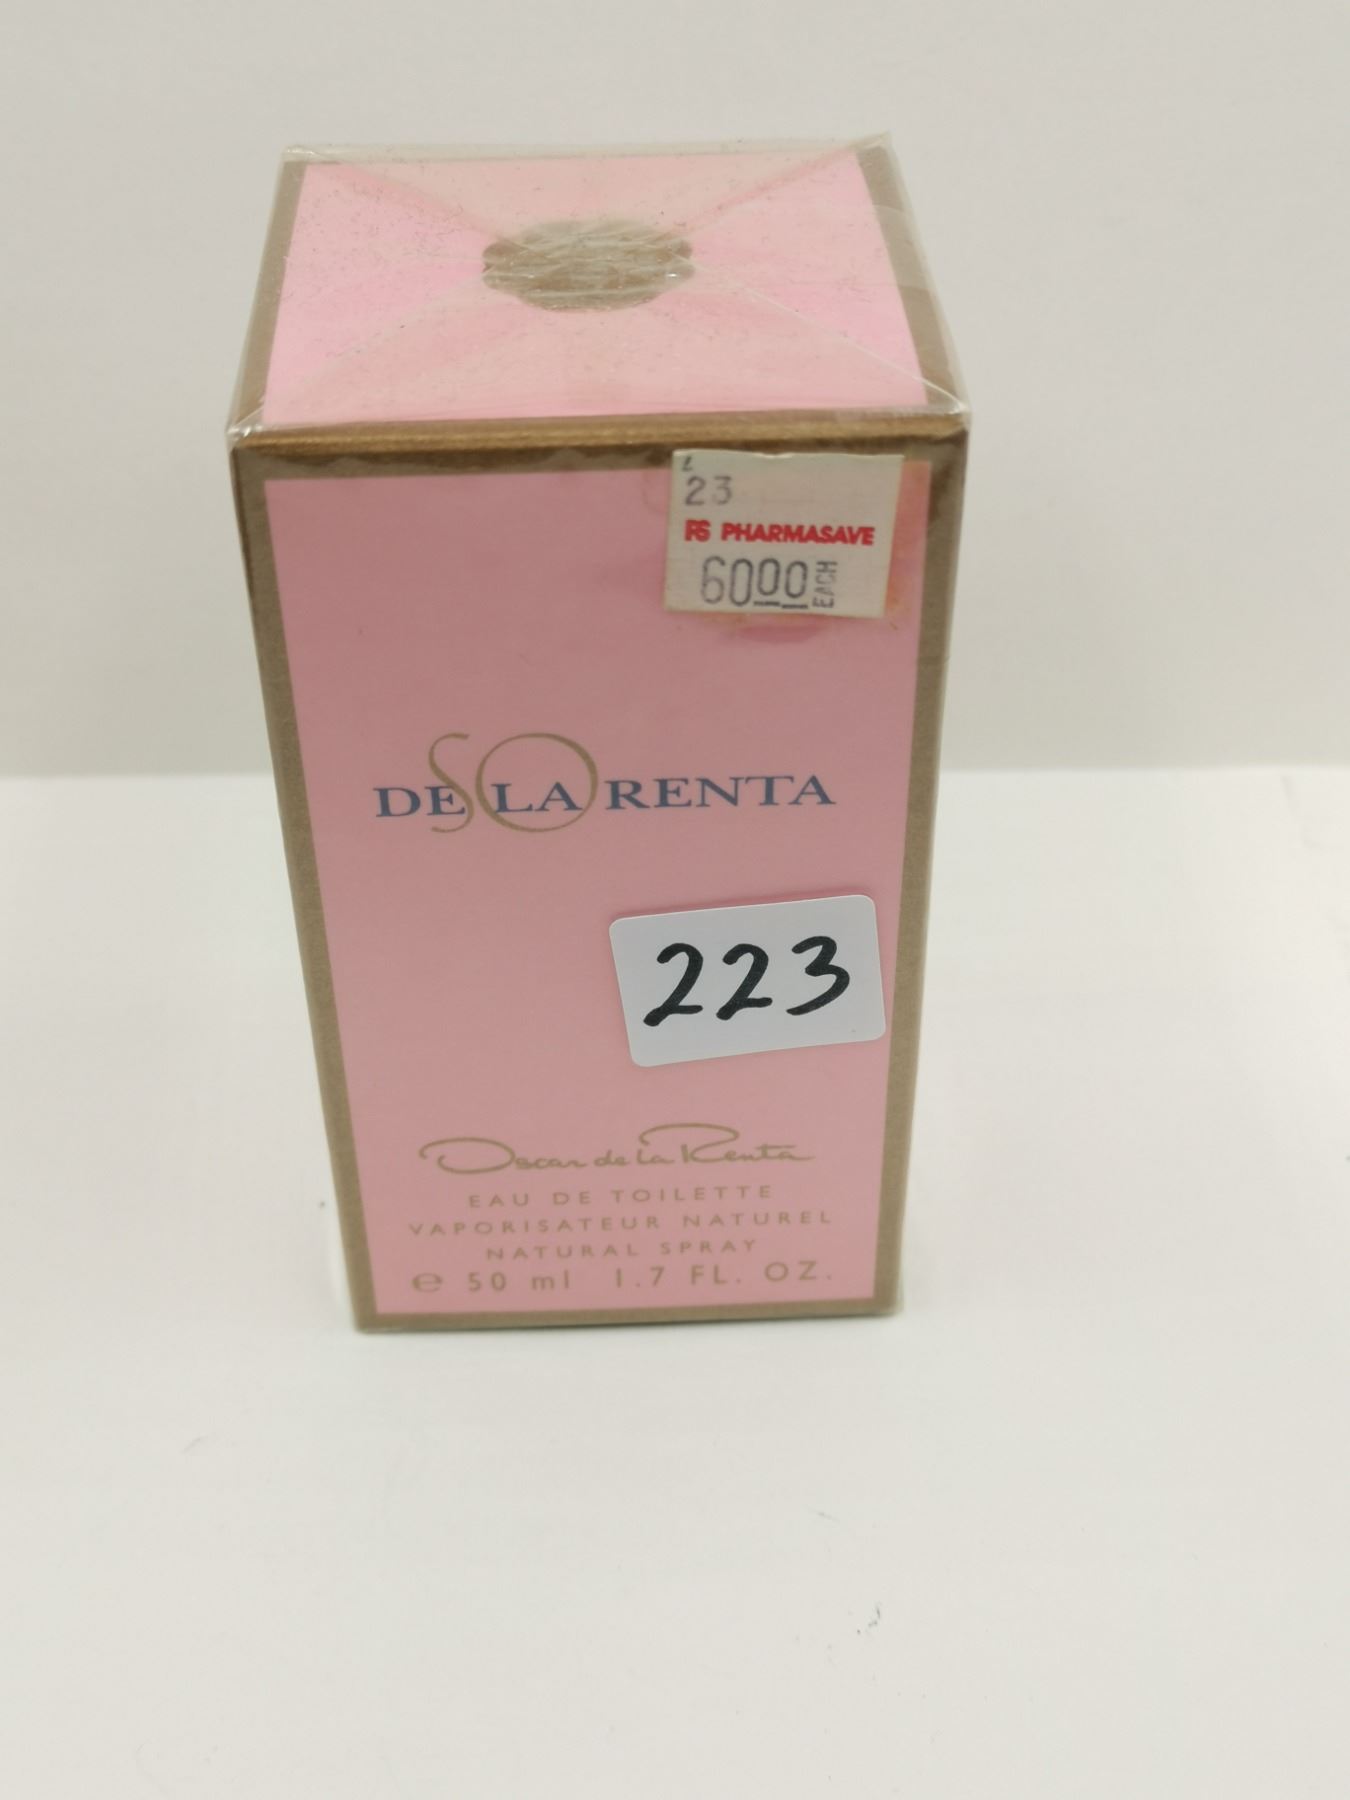 23
PS PHARMASAVE
6000 EACH
SO
DE LA RENTA
223
Oscar de la Renta
EAU DE TOILETTE
VAPORISATEUR NATUREL
NATURAL SPRAY
℮ 50 ml 1.7 FL. OZ.